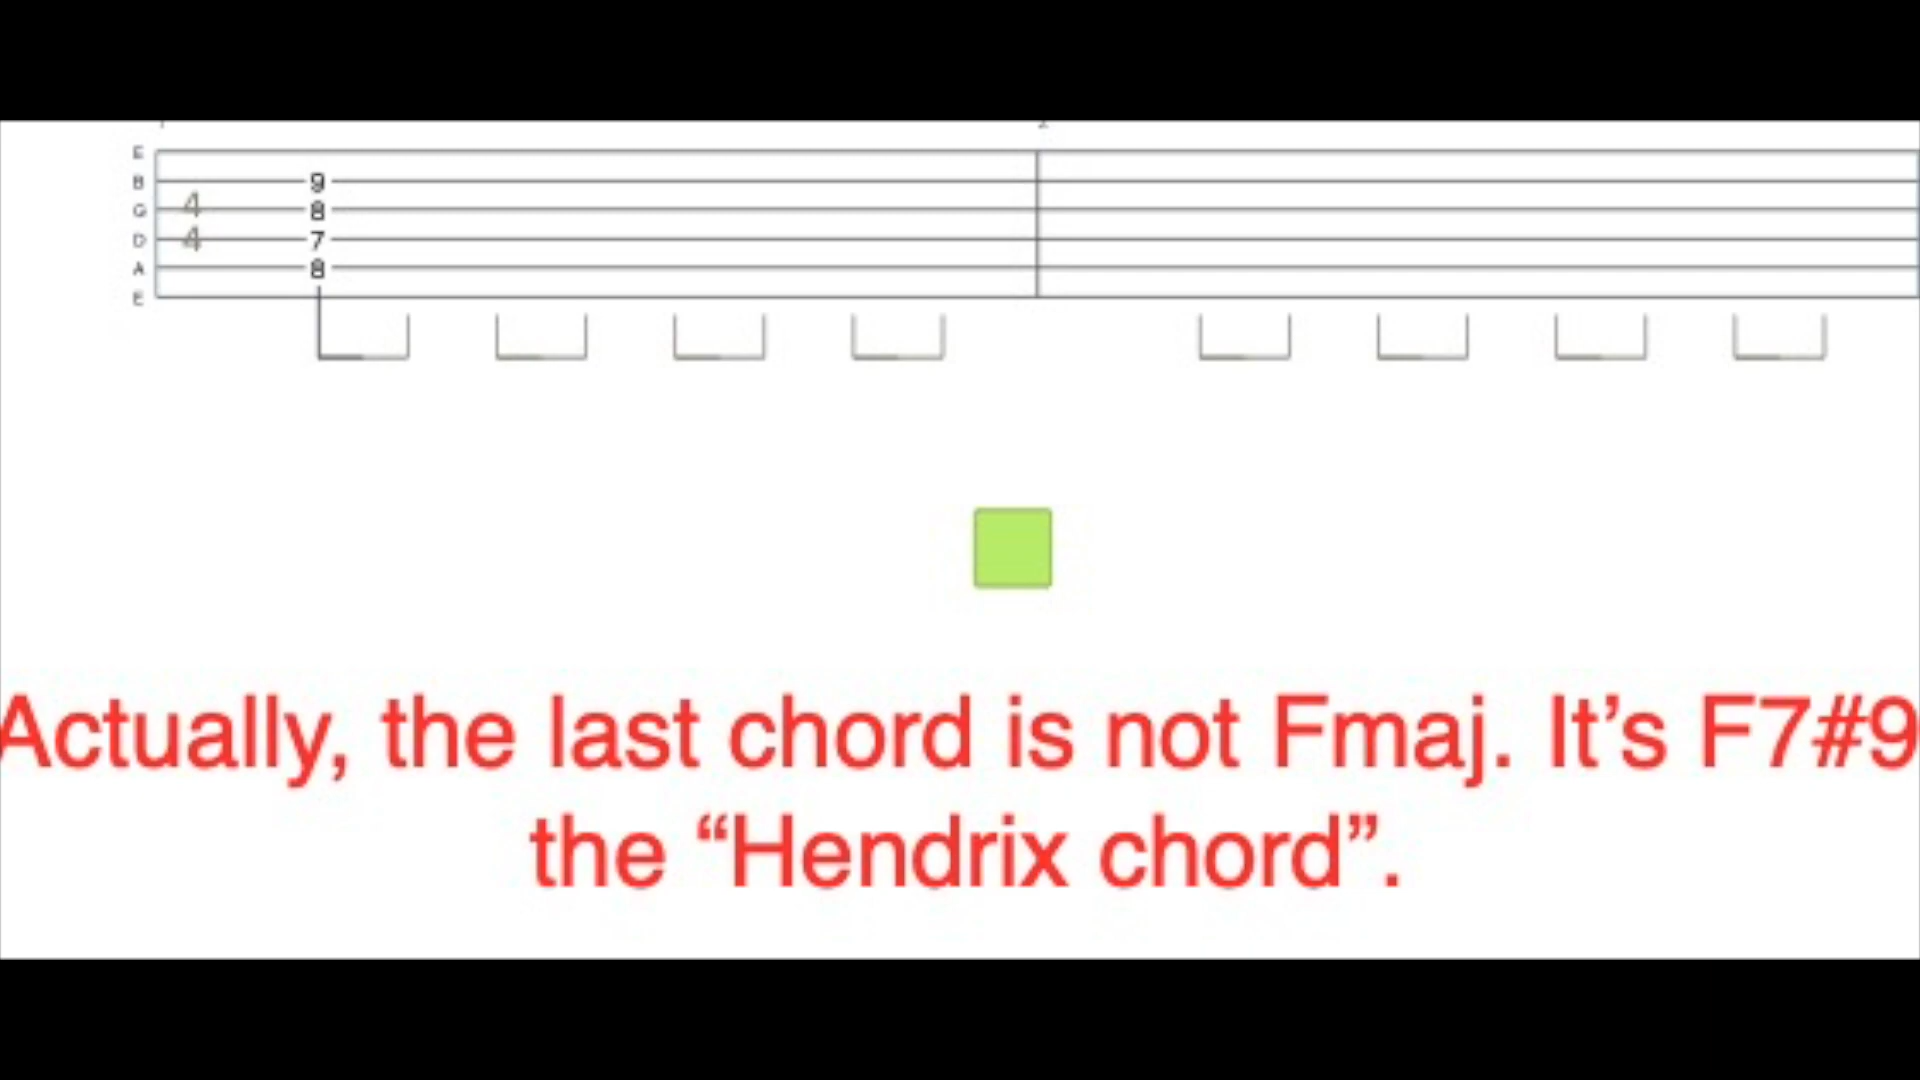 E
B 9
G 4 8
D 4 7
A 8
E
Actually, the last chord is not Fmaj. It’s F7#9
the “Hendrix chord”.